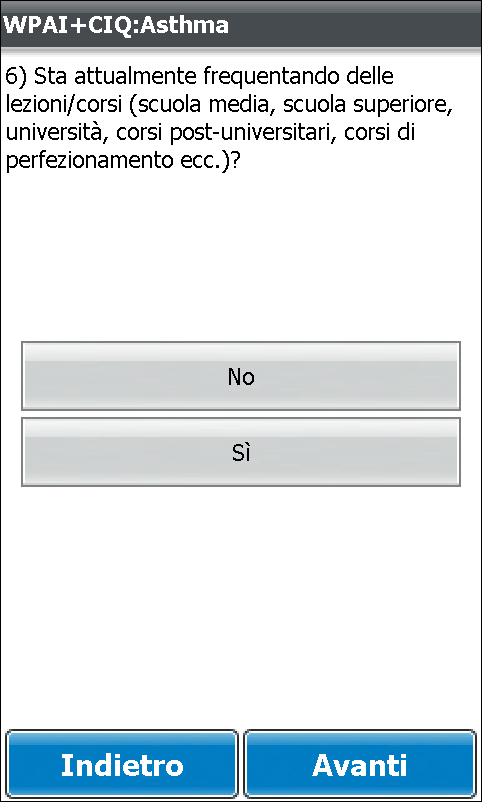 WPAI+CIQ:Asthma
6) Sta attualmente frequentando delle
lezioni/corsi (scuola media, scuola superiore,
università, corsi post-universitari, corsi di
perfezionamento ecc.)?
No
Sì
Indietro
Avanti